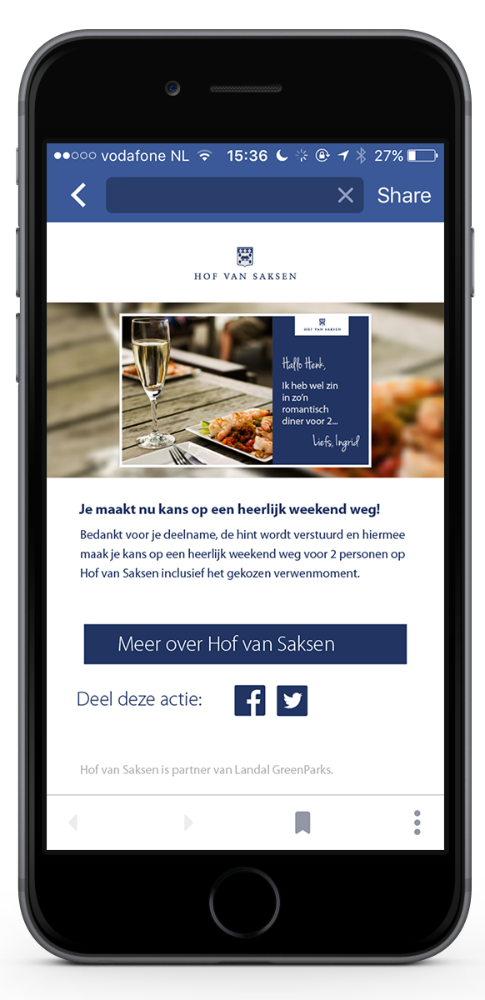 vodafone NL 15:36 27%
Share
HOF VAN SAKSEN
HOF VAN SAKSEN
Hallo Henk,
Ik heb wel zin
in zo'n
romantisch
diner voor 2...
Liefs, Ingrid
Je maakt nu kans op een heerlijk weekend weg!
Bedankt voor je deelname, de hint wordt verstuurd en hiermee
maak je kans op een heerlijk weekend weg voor 2 personen op
Hof van Saksen inclusief het gekozen verwenmoment.
Meer over Hof van Saksen
Deel deze actie:
Hof van Saksen is partner van Landal GreenParks.